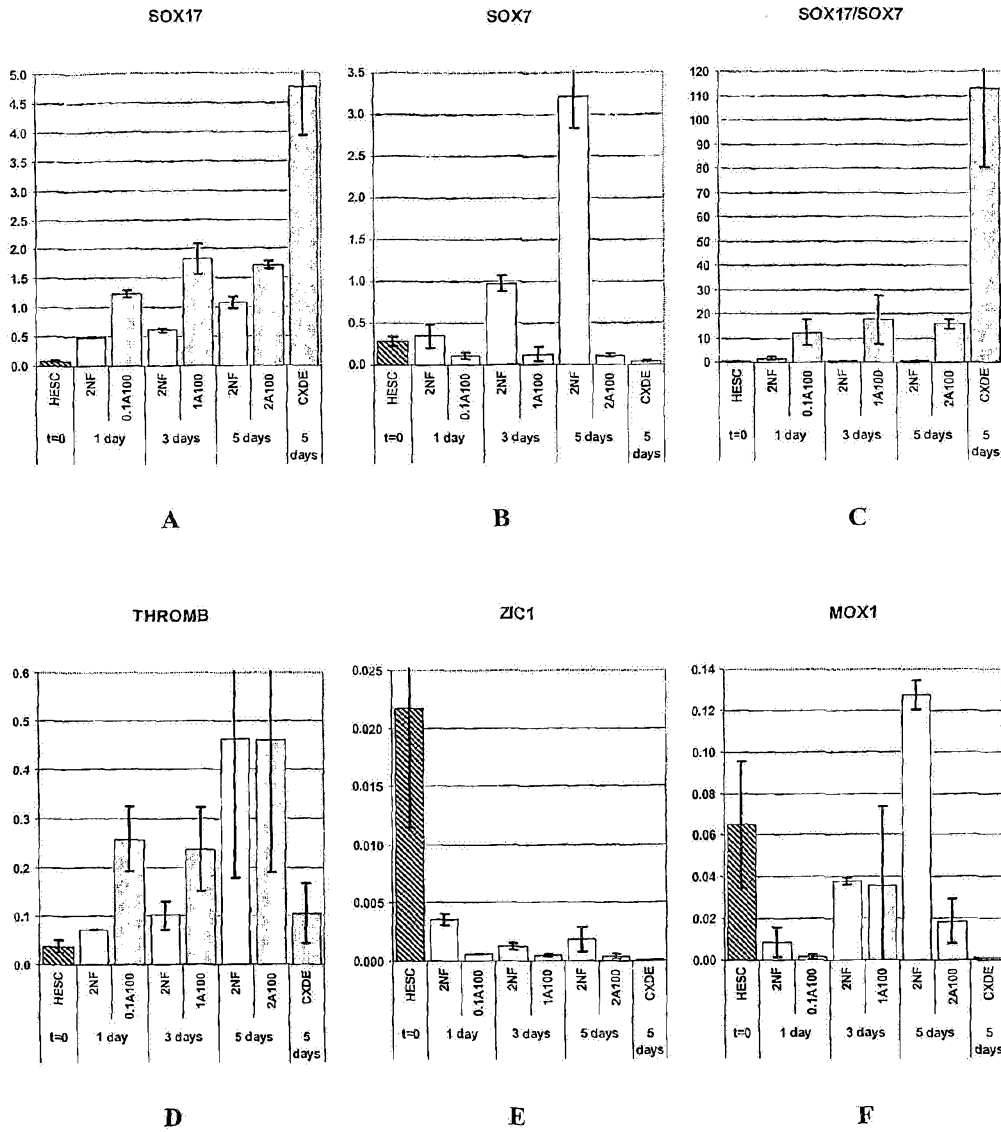 SOX17
5.0
4.5
4.0
3.5
3.0
2.5
2.0
1.5
1.0
0.5
0.0
HESC 2NF 0.1A100 2NF 1A100 2NF 2A100 CXDE
t=0 1 day 3 days 5 days 5
days
A
SOX7
3.5
3.0
2.5
2.0
1.5
1.0
0.5
0.0
HESC 2NF 0.1A100 2NF 1A100 2NF 2A100 CXDE
t=0 1 day 3 days 5 days 5
days
B
SOX17/SOX7
120
110
100
90
80
70
60
50
40
30
20
10
0
HESC 2NF 0.1A100 2NF 1A100 2NF 2A100 CXDE
t=0 1 day 3 days 5 days 5
days
C
THROMB
0.6
0.5
0.4
0.3
0.2
0.1
0.0
HESC 2NF 0.1A100 2NF 1A100 2NF 2A100 CXDE
t=0 1 day 3 days 5 days 5
days
D
ZIC1
0.025
0.020
0.015
0.010
0.005
0.000
HESC 2NF 0.1A100 2NF 1A100 2NF 2A100 CXDE
t=0 1 day 3 days 5 days 5
days
E
MOX1
0.14
0.12
0.10
0.08
0.06
0.04
0.02
0.00
HESC 2NF 0.1A100 2NF 1A100 2NF 2A100 CXDE
t=0 1 day 3 days 5 days 5
days
F